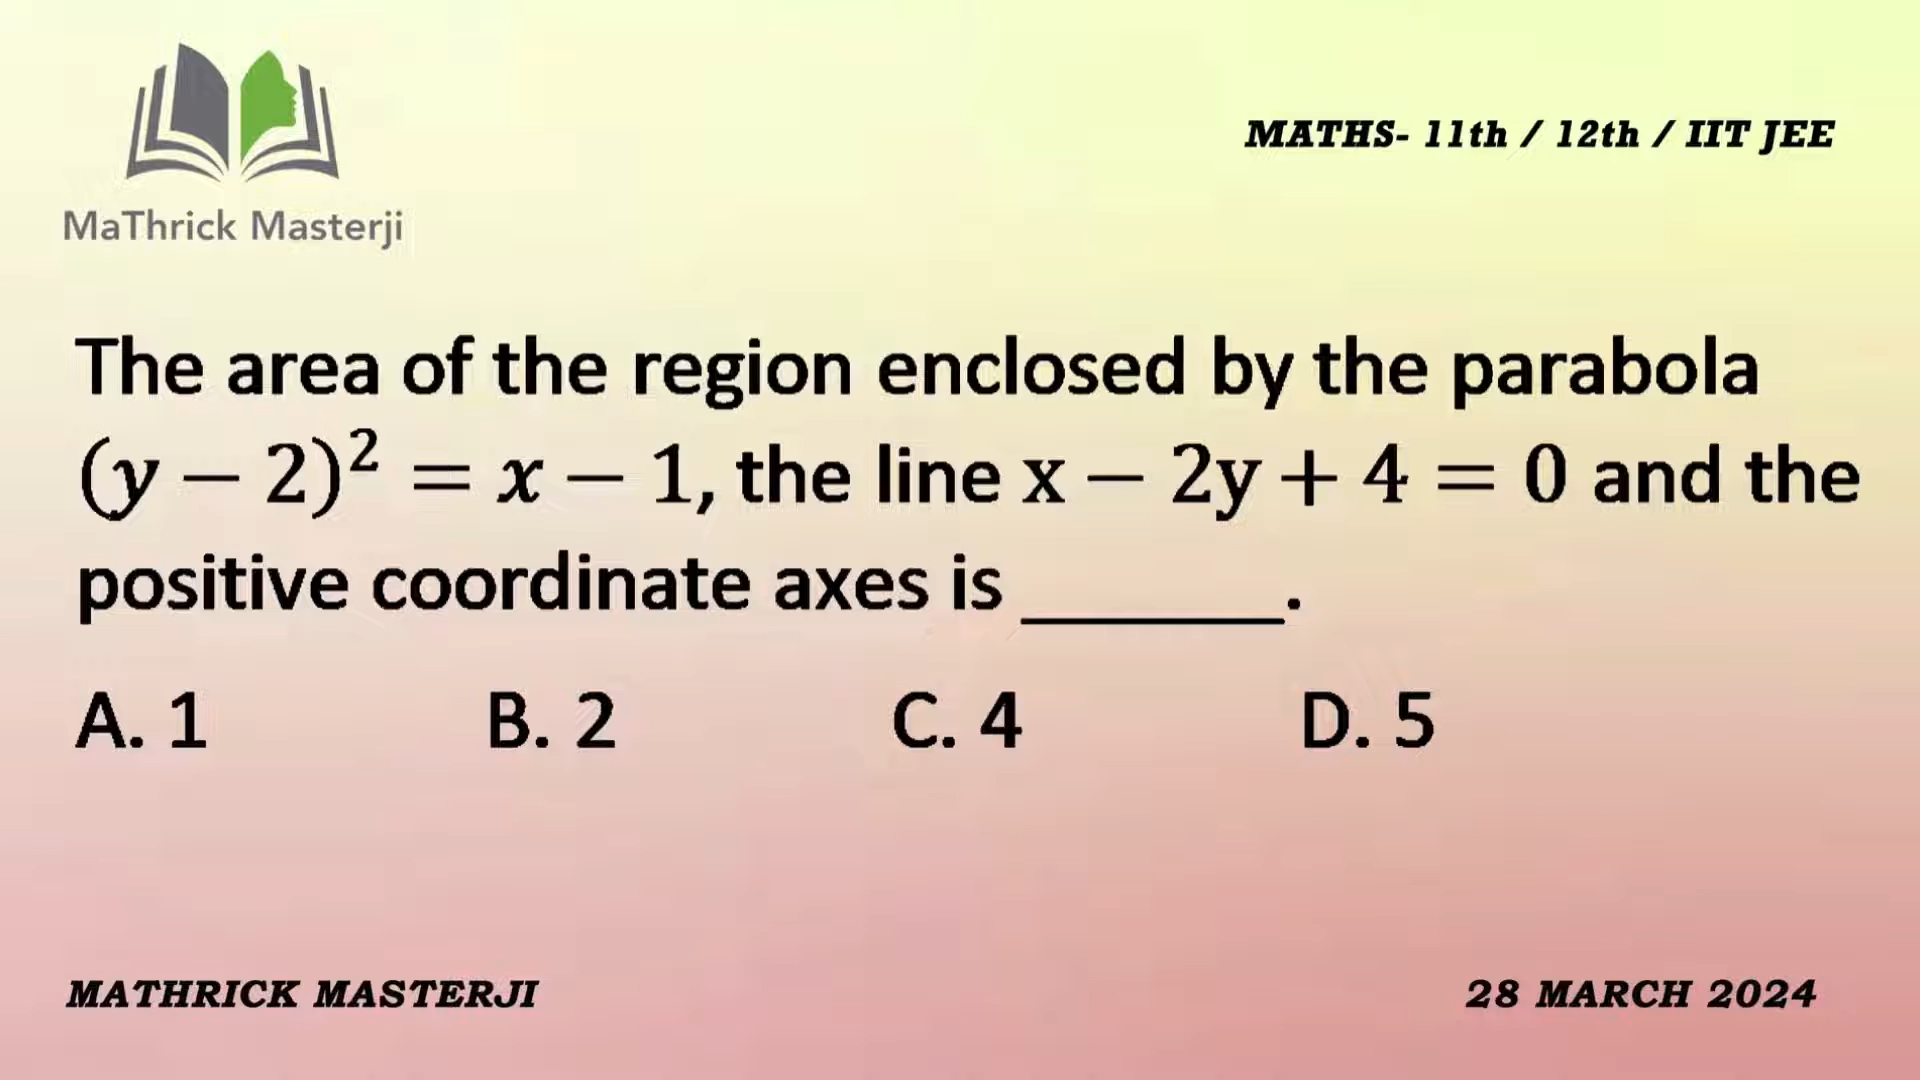 MaThrick Masterji
MATHS- 11th / 12th / IIT JEE
The area of the region enclosed by the parabola
(y − 2)² = x − 1, the line x − 2y + 4 = 0 and the
positive coordinate axes is ______.
A. 1 B. 2 C. 4 D. 5
MATHRICK MASTERJI
28 MARCH 2024